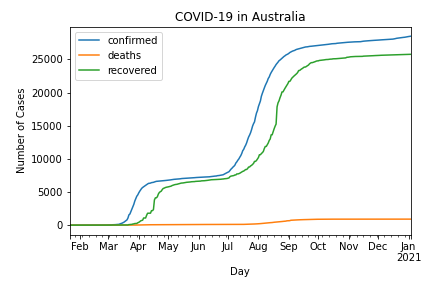 COVID-19 in Australia
confirmed
deaths
recovered
Number of Cases
25000
20000
15000
10000
5000
0
Feb Mar Apr May Jun Jul Aug Sep Oct Nov Dec Jan
2021
Day